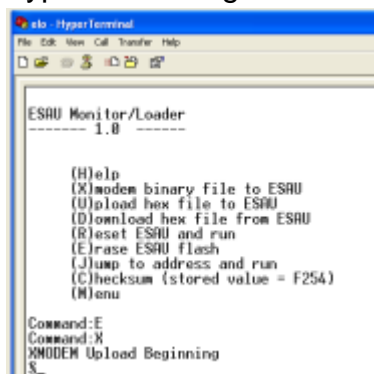 elo - HyperTerminal
File Edit View Call Transfer Help
ESAU Monitor/Loader
------- 1.0 ------
(H)elp
(X)modem binary file to ESAU
(U)pload hex file to ESAU
(D)ownload hex file from ESAU
(R)eset ESAU and run
(E)rase ESAU flash
(J)ump to address and run
(C)hecksum (stored value = F254)
(M)enu
Command:E
Command:X
XMODEM Upload Beginning